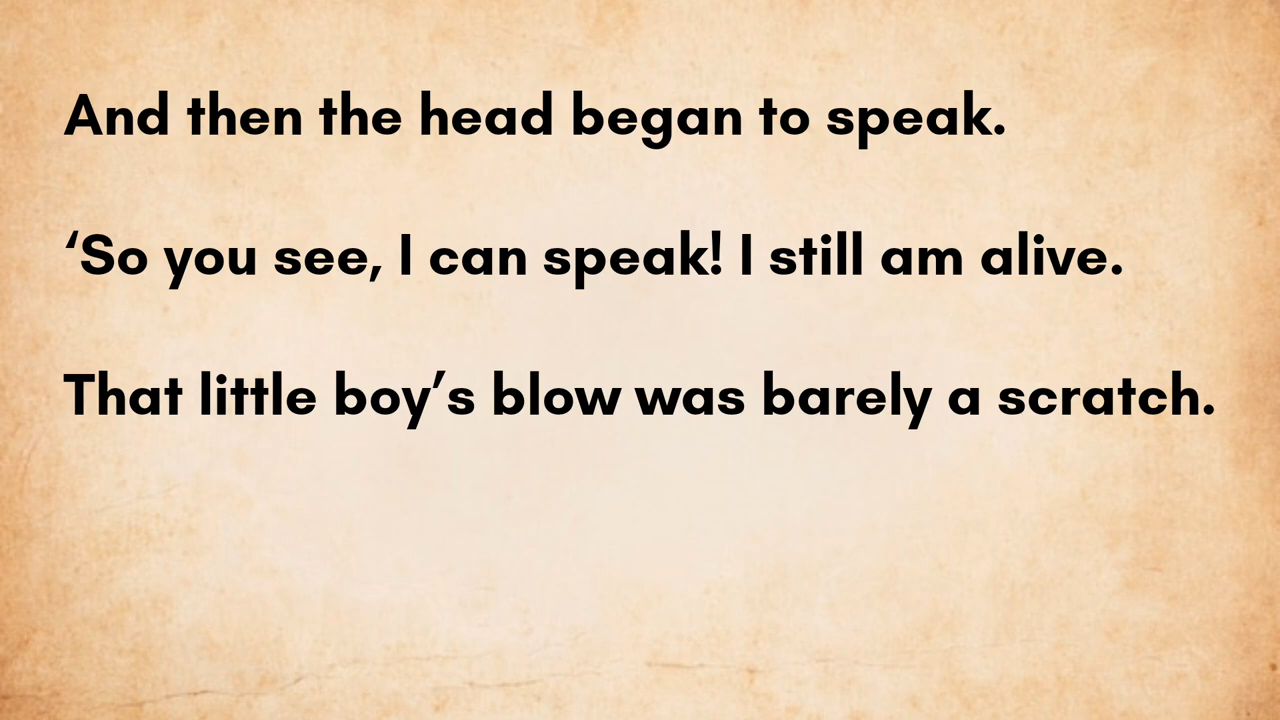 And then the head began to speak.
‘So you see, I can speak! I still am alive.
That little boy’s blow was barely a scratch.